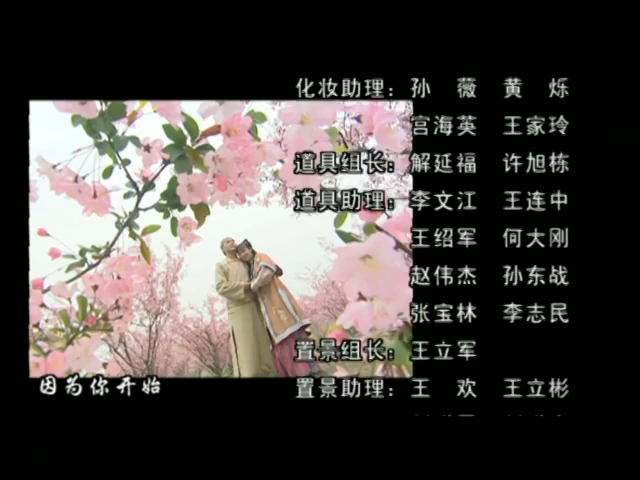 化妆助理：孙　薇　黄　烁
宫海英　王家玲
道具组长：解延福　许旭栋
道具助理：李文江　王连中
王绍军　何大刚
赵伟杰　孙东战
张宝林　李志民
置景组长：王立军
置景助理：王　欢　王立彬
因为你开始